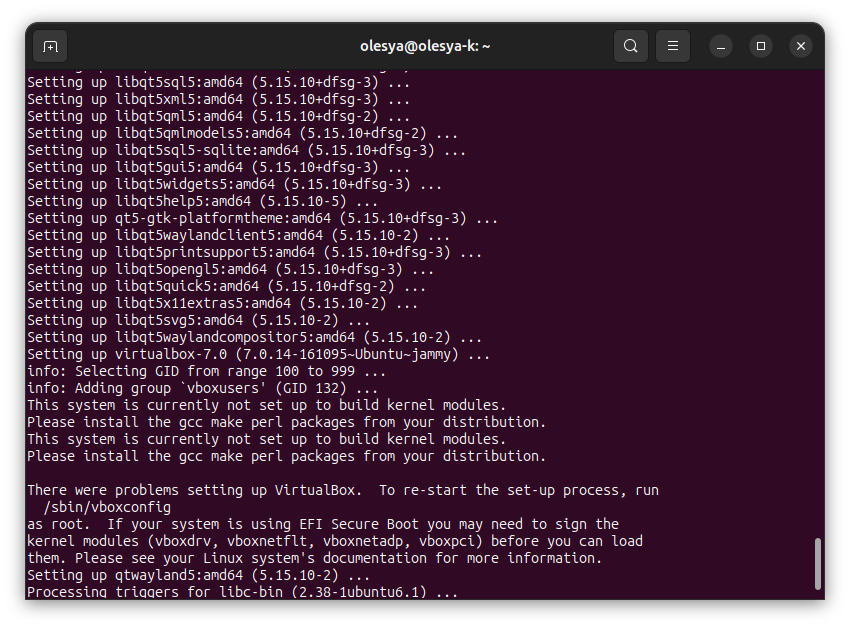 olesya@olesya-k: ~
Setting up libqt5sql5:amd64 (5.15.10+dfsg-3) ...
Setting up libqt5xml5:amd64 (5.15.10+dfsg-3) ...
Setting up libqt5qml5:amd64 (5.15.10+dfsg-2) ...
Setting up libqt5qmlmodels5:amd64 (5.15.10+dfsg-2) ...
Setting up libqt5sql5-sqlite:amd64 (5.15.10+dfsg-3) ...
Setting up libqt5gui5:amd64 (5.15.10+dfsg-3) ...
Setting up libqt5widgets5:amd64 (5.15.10+dfsg-3) ...
Setting up libqt5help5:amd64 (5.15.10-5) ...
Setting up qt5-gtk-platformtheme:amd64 (5.15.10+dfsg-3) ...
Setting up libqt5waylandclient5:amd64 (5.15.10-2) ...
Setting up libqt5printsupport5:amd64 (5.15.10+dfsg-3) ...
Setting up libqt5opengl5:amd64 (5.15.10+dfsg-3) ...
Setting up libqt5quick5:amd64 (5.15.10+dfsg-2) ...
Setting up libqt5x11extras5:amd64 (5.15.10-2) ...
Setting up libqt5svg5:amd64 (5.15.10-2) ...
Setting up libqt5waylandcompositor5:amd64 (5.15.10-2) ...
Setting up virtualbox-7.0 (7.0.14-161095~Ubuntu~jammy) ...
info: Selecting GID from range 100 to 999 ...
info: Adding group `vboxusers' (GID 132) ...
This system is currently not set up to build kernel modules.
Please install the gcc make perl packages from your distribution.
This system is currently not set up to build kernel modules.
Please install the gcc make perl packages from your distribution.
There were problems setting up VirtualBox.  To re-start the set-up process, run
  /sbin/vboxconfig
as root.  If your system is using EFI Secure Boot you may need to sign the
kernel modules (vboxdrv, vboxnetflt, vboxnetadp, vboxpci) before you can load
them. Please see your Linux system's documentation for more information.
Setting up qtwayland5:amd64 (5.15.10-2) ...
Processing triggers for libc-bin (2.38-1ubuntu6.1) ...